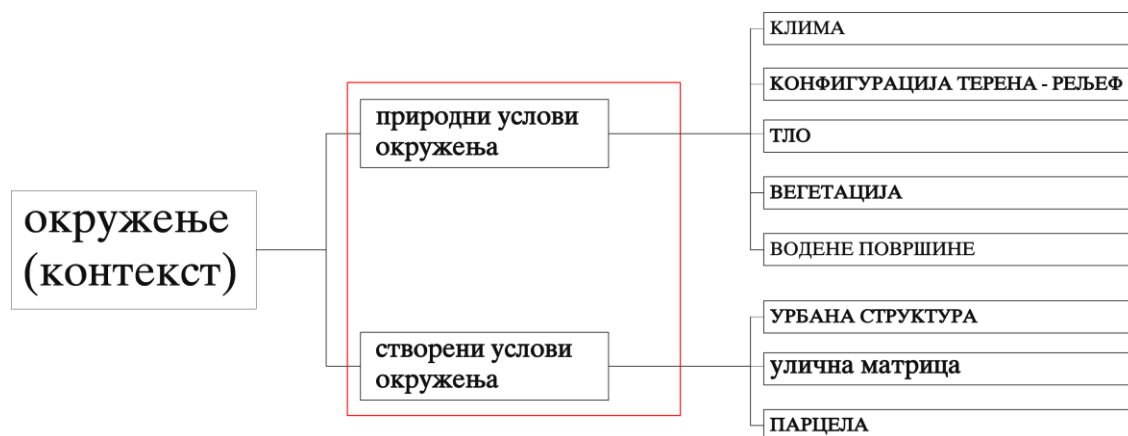 окружење
(контекст)
природни услови
окружења
створени услови
окружења
КЛИМА
КОНФИГУРАЦИЈА ТЕРЕНА - РЕЉЕФ
ТЛО
ВЕГЕТАЦИЈА
ВОДЕНЕ ПОВРШИНЕ
УРБАНА СТРУКТУРА
улична матрица
ПАРЦЕЛА